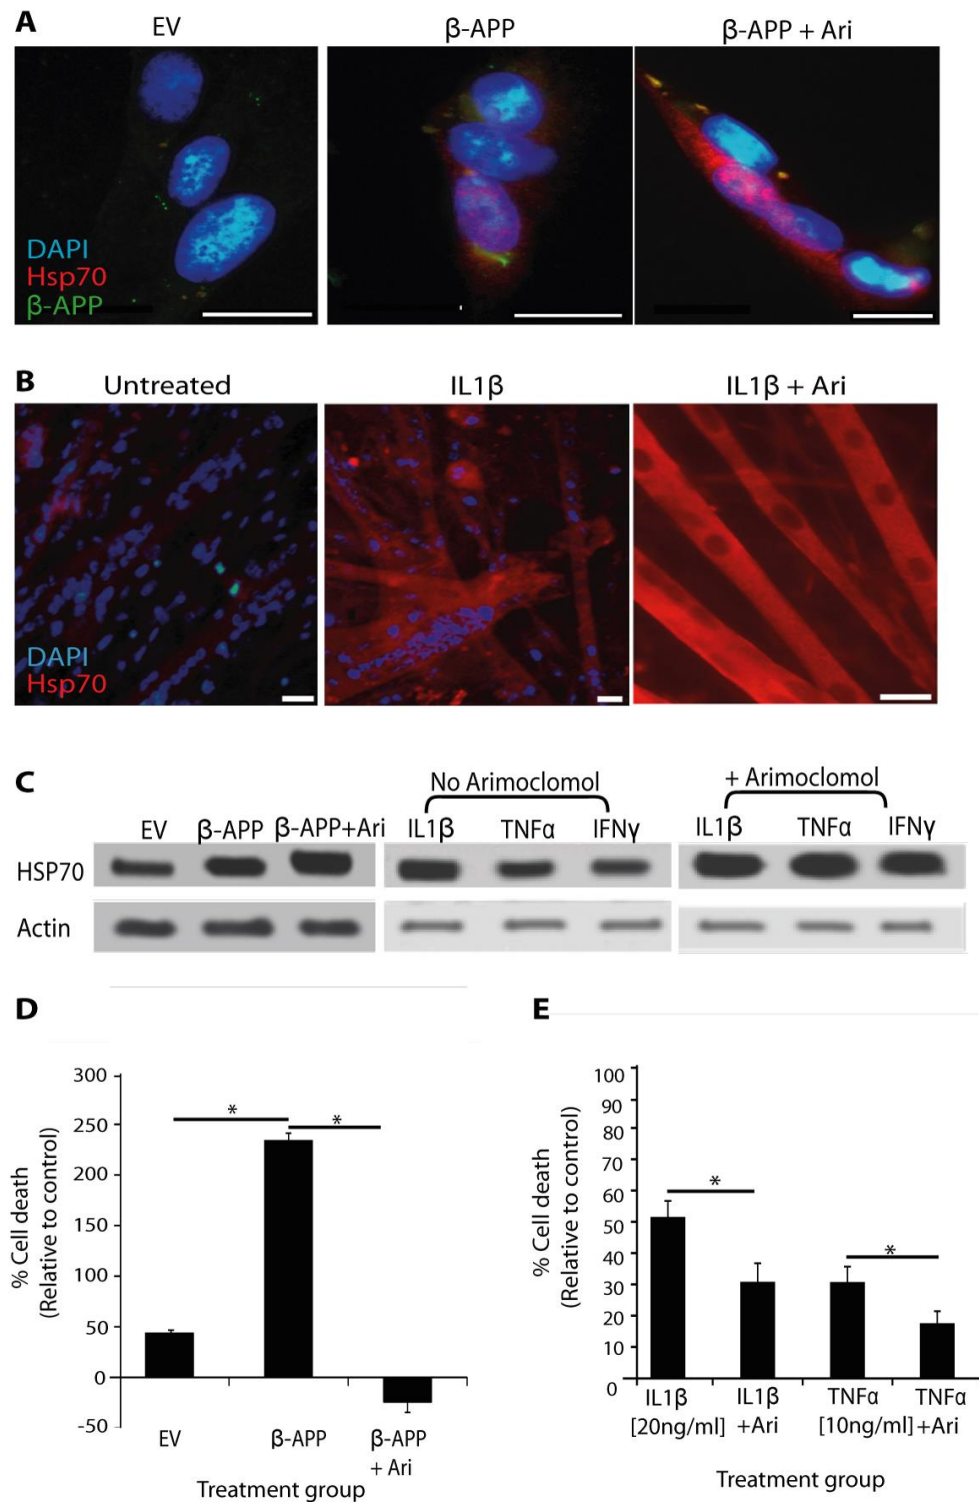 A
EV
β-APP
β-APP + Ari
DAPI
Hsp70
β-APP
B
Untreated
IL1β
IL1β + Ari
DAPI
Hsp70
C
No Arimoclomol
+ Arimoclomol
EV
β-APP
β-APP+Ari
IL1β
TNFα
IFNγ
IL1β
TNFα
IFNγ
HSP70
Actin
D
% Cell death
(Relative to control)
300
250
200
150
100
50
0
-50
*
*
EV
β-APP
β-APP
+ Ari
Treatment group
E
% Cell death
(Relative to control)
100
90
80
70
60
50
40
30
20
10
0
*
*
IL1β
[20ng/ml]
IL1β
+Ari
TNFα
[10ng/ml]
TNFα
+Ari
Treatment group